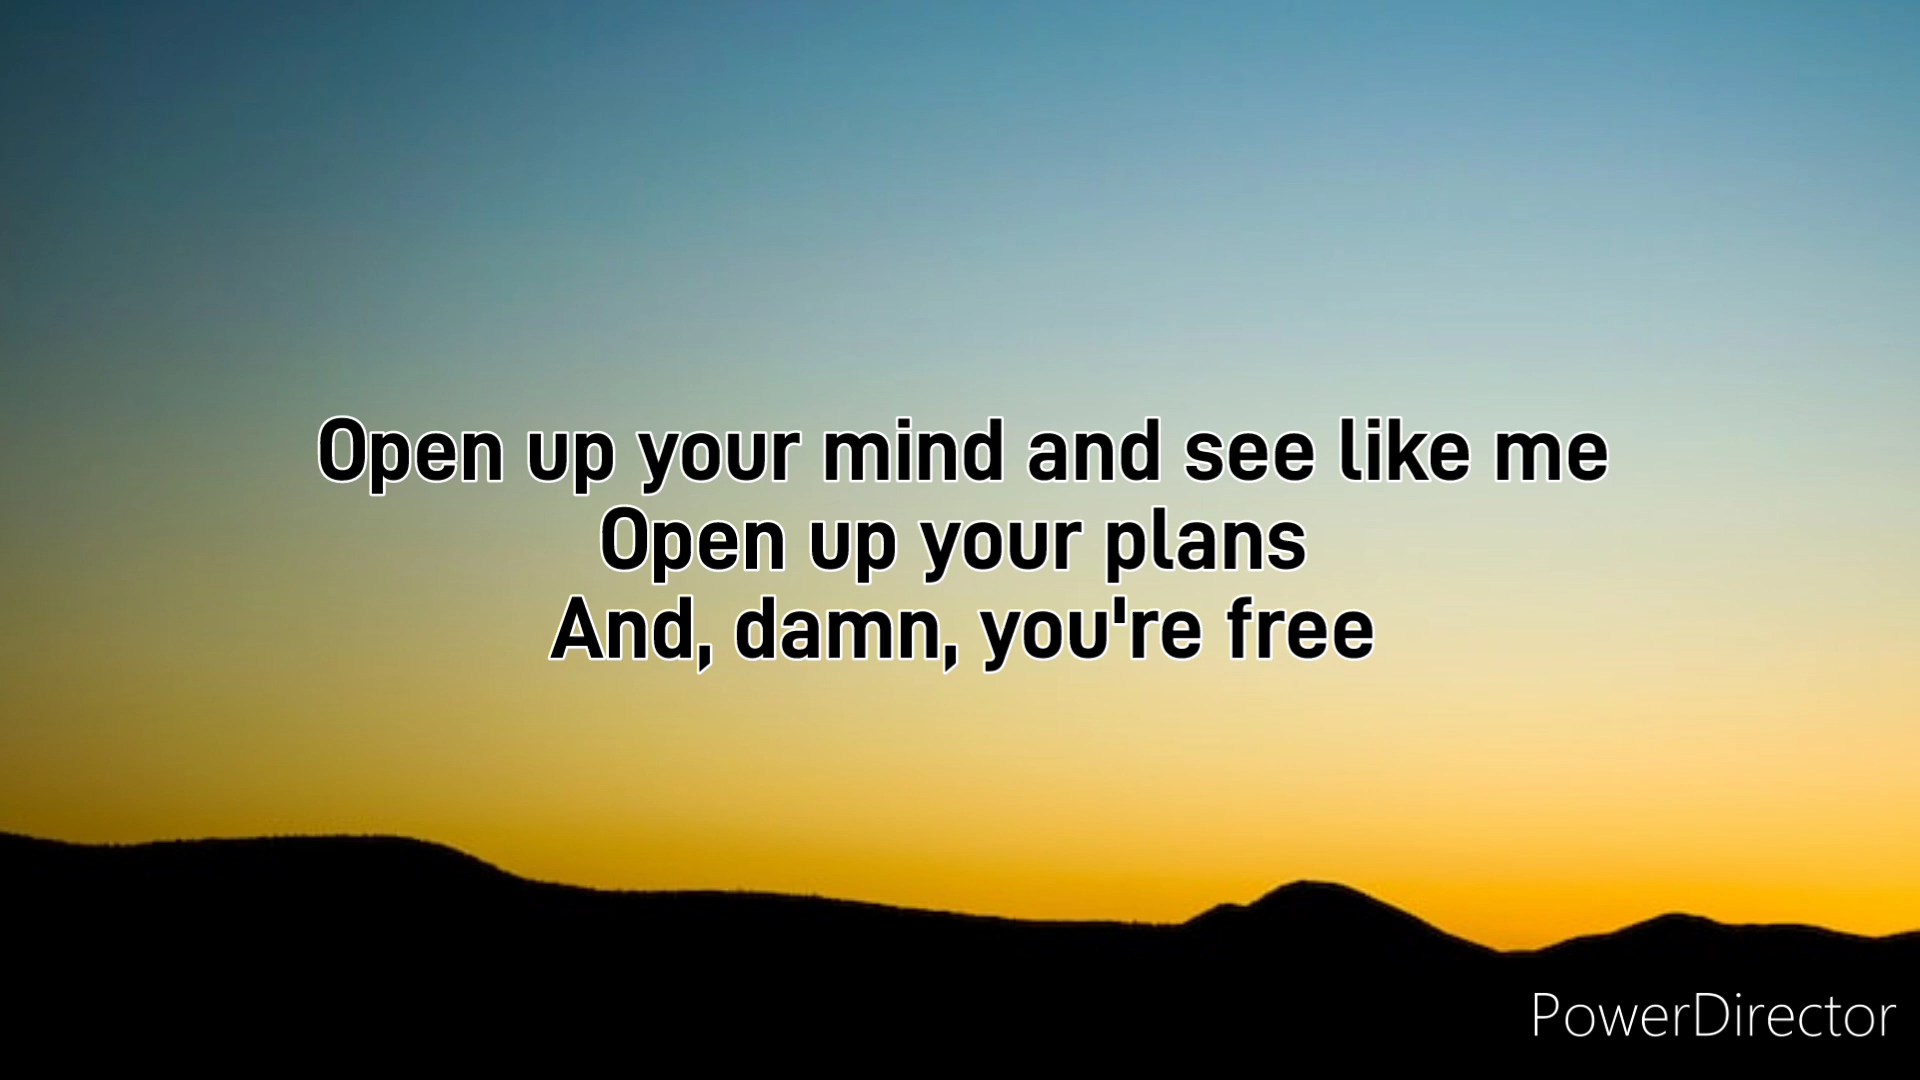 Open up your mind and see like me
Open up your plans
And, damn, you're free
PowerDirector